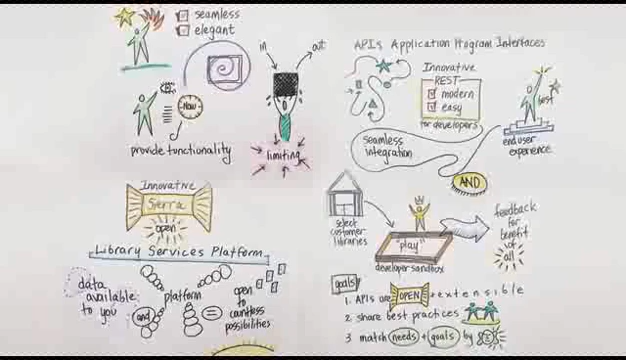 seamless
elegant
in
out
Now
provide functionality
limiting
Innovative
Sierra
open
Library Services Platform
data
available
to you
and
platform
=
open
to
countless
possibilities
APIs Application Program Interfaces
Innovative
REST
modern
easy
for developers
seamless
integration
AND
best
end user
experience
select
customer
libraries
"play"
developer sandbox
feedback
for
benefit
of
all
goals
1. APIs are OPEN + extensible
2. share best practices
3 match needs + goals by